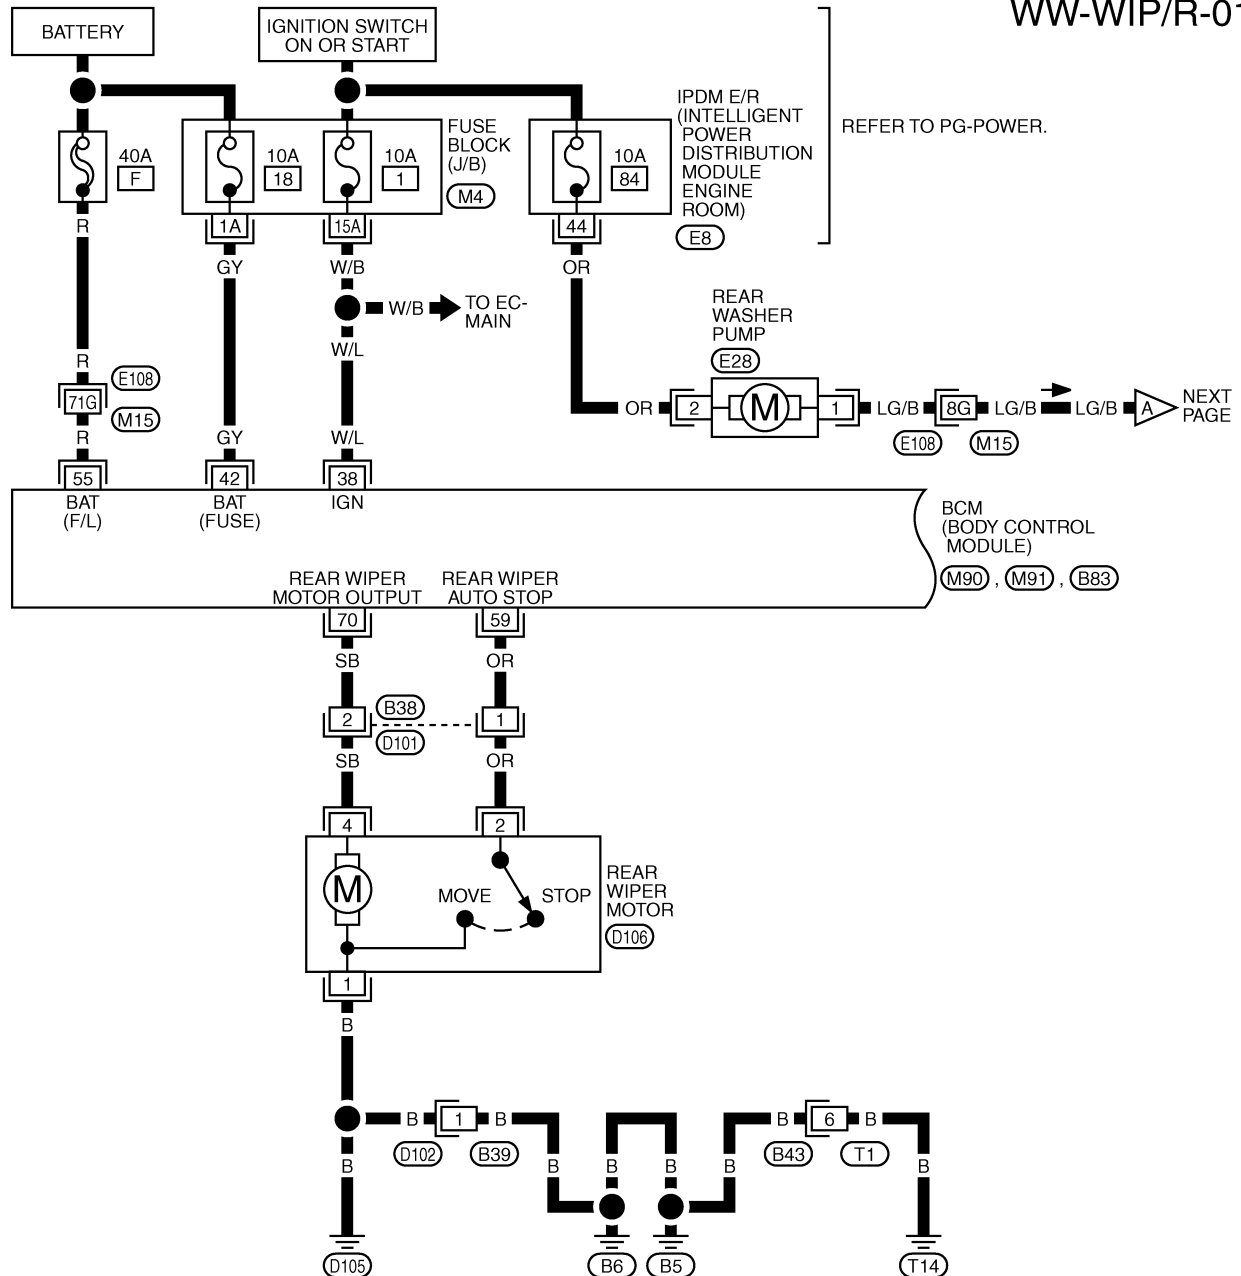 WW-WIP/R-01
BATTERY
IGNITION SWITCH
ON OR START
IPDM E/R
(INTELLIGENT
POWER
DISTRIBUTION
MODULE
ENGINE
ROOM)
E8
REFER TO PG-POWER.
FUSE
BLOCK
(J/B)
M4
40A
F
10A
18
10A
1
10A
84
R
1A
15A
44
GY
W/B
OR
W/B
TO EC-
MAIN
W/L
REAR
WASHER
PUMP
E28
R
E108
71G
M15
R
GY
W/L
OR
2
M
1
LG/B
8G
LG/B
LG/B
A
NEXT
PAGE
E108
M15
55
42
38
BAT
(F/L)
BAT
(FUSE)
IGN
BCM
(BODY CONTROL
MODULE)
M90 , M91 , B83
REAR WIPER
MOTOR OUTPUT
REAR WIPER
AUTO STOP
70
59
SB
OR
2
B38
D101
1
SB
OR
4
2
M
MOVE
STOP
REAR
WIPER
MOTOR
D106
1
B
B
1
B
B
6
B
D102
B39
B43
T1
B
B
B
B
B
B
D105
B6
B5
T14